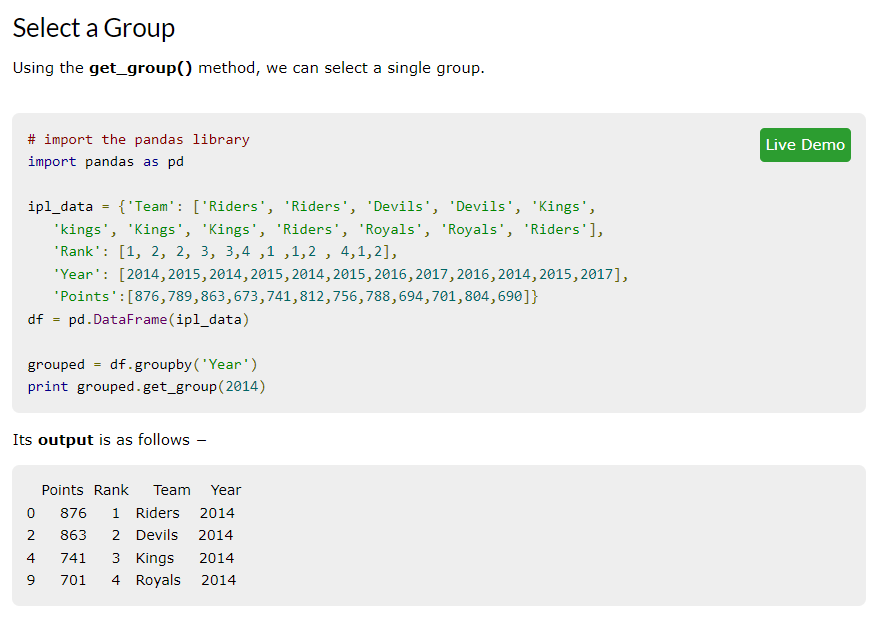 Select a Group
Using the get_group() method, we can select a single group.
Live Demo
# import the pandas library
import pandas as pd
ipl_data = {'Team': ['Riders', 'Riders', 'Devils', 'Devils', 'Kings',
   'kings', 'Kings', 'Kings', 'Riders', 'Royals', 'Royals', 'Riders'],
   'Rank': [1, 2, 2, 3, 3,4 ,1 ,1,2 , 4,1,2],
   'Year': [2014,2015,2014,2015,2014,2015,2016,2017,2016,2014,2015,2017],
   'Points':[876,789,863,673,741,812,756,788,694,701,804,690]}
df = pd.DataFrame(ipl_data)
grouped = df.groupby('Year')
print grouped.get_group(2014)
Its output is as follows −
Points Rank Team Year
0 876 1 Riders 2014
2 863 2 Devils 2014
4 741 3 Kings 2014
9 701 4 Royals 2014